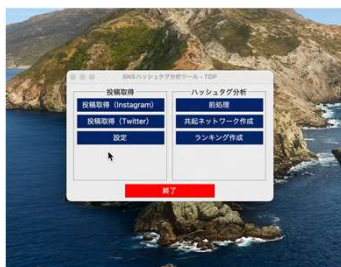 SNSハッシュタグ分析ツール - TOP
投稿取得
投稿取得（Instagram）
投稿取得（Twitter）
設定
ハッシュタグ分析
前処理
共起ネットワーク作成
ランキング作成
終了